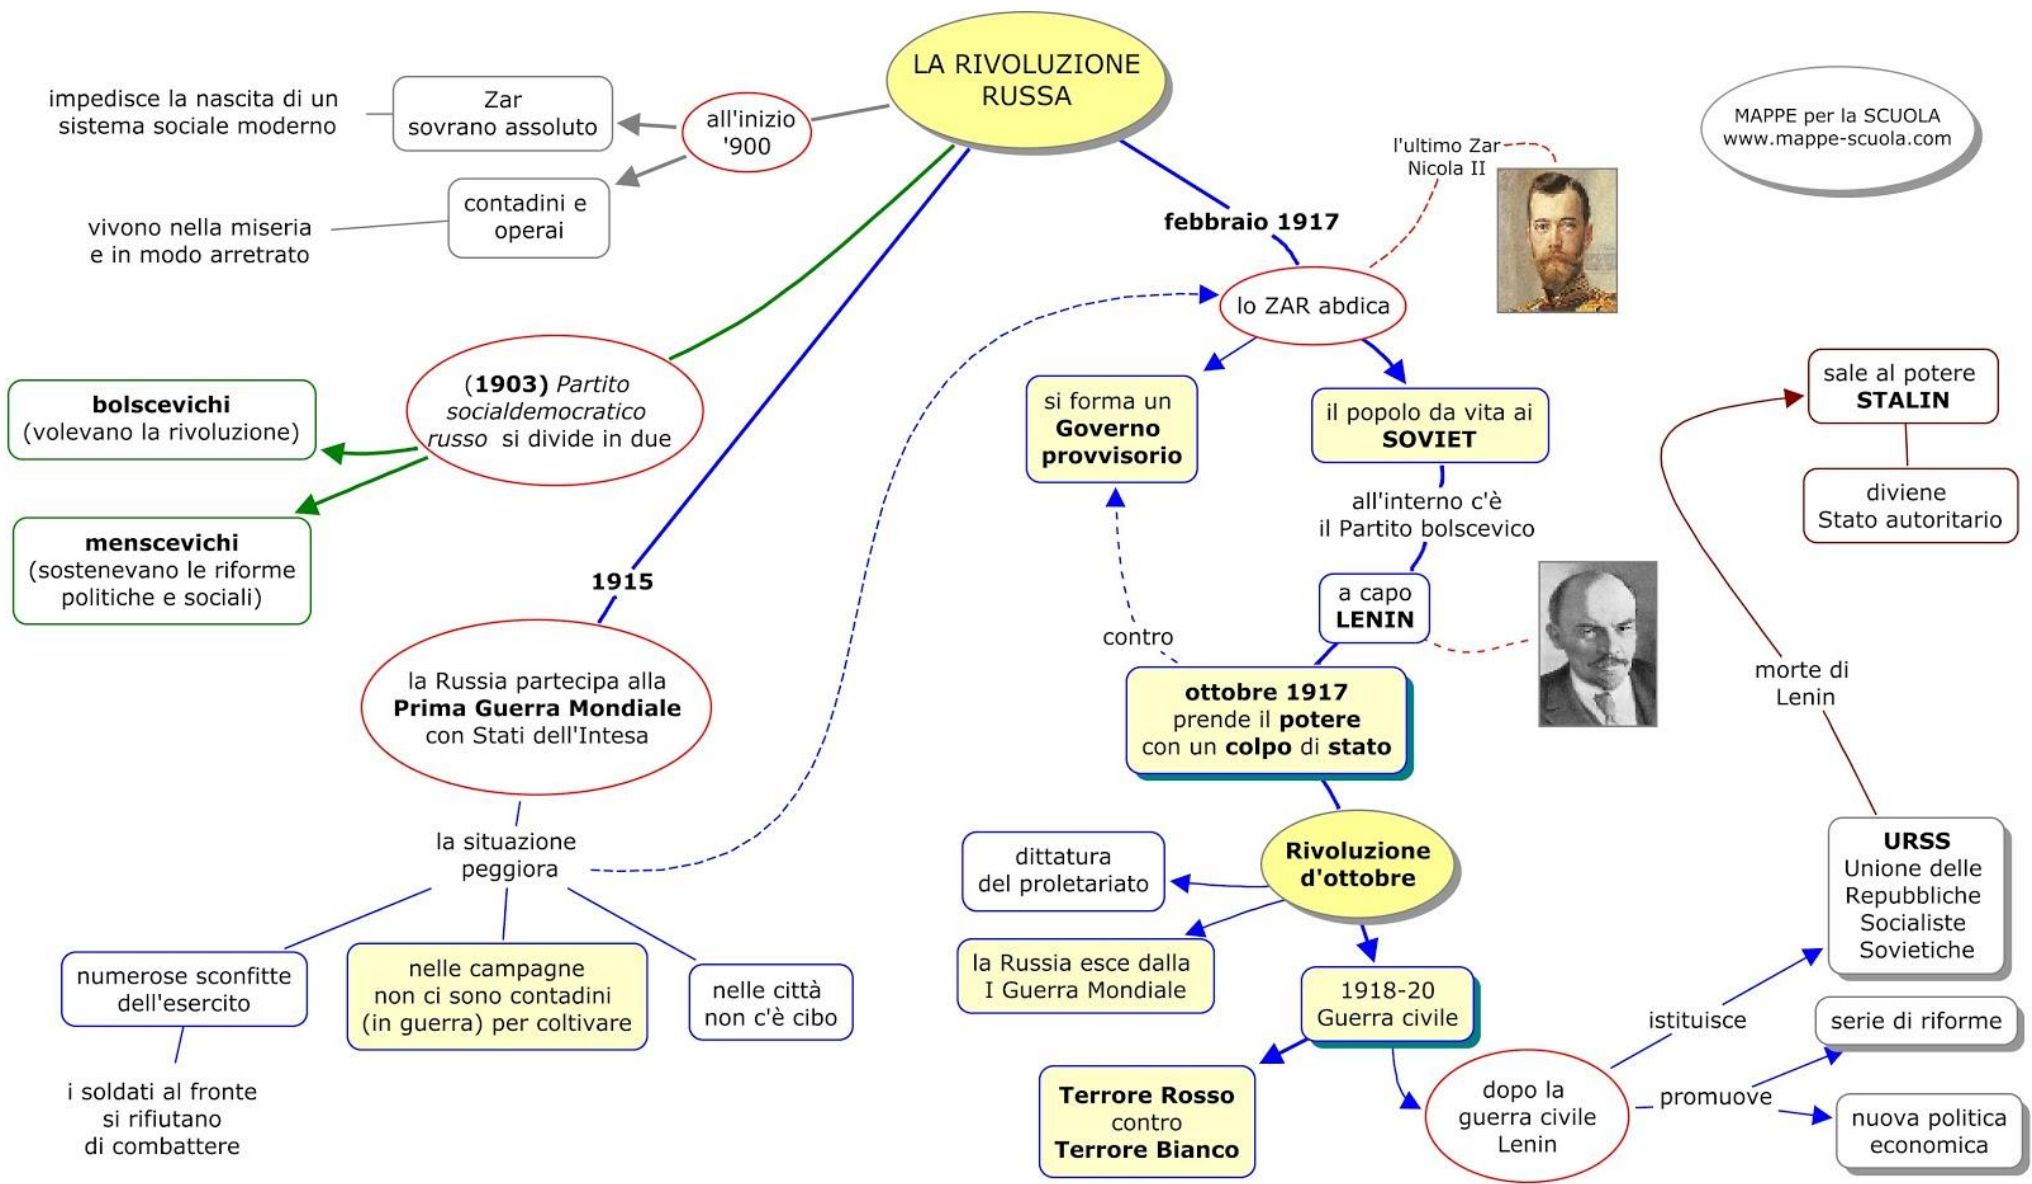 LA RIVOLUZIONE
RUSSA
MAPPE per la SCUOLA
www.mappe-scuola.com
all'inizio
'900
Zar
sovrano assoluto
impedisce la nascita di un
sistema sociale moderno
contadini e
operai
vivono nella miseria
e in modo arretrato
(1903) Partito
socialdemocratico
russo si divide in due
bolscevichi
(volevano la rivoluzione)
menscevichi
(sostenevano le riforme
politiche e sociali)
1915
la Russia partecipa alla
Prima Guerra Mondiale
con Stati dell'Intesa
la situazione
peggiora
numerose sconfitte
dell'esercito
i soldati al fronte
si rifiutano
di combattere
nelle campagne
non ci sono contadini
(in guerra) per coltivare
nelle città
non c'è cibo
febbraio 1917
lo ZAR abdica
l'ultimo Zar
Nicola II
si forma un
Governo
provvisorio
il popolo da vita ai
SOVIET
all'interno c'è
il Partito bolscevico
a capo
LENIN
contro
ottobre 1917
prende il potere
con un colpo di stato
Rivoluzione
d'ottobre
dittatura
del proletariato
la Russia esce dalla
I Guerra Mondiale
1918-20
Guerra civile
Terrore Rosso
contro
Terrore Bianco
dopo la
guerra civile
Lenin
istituisce
URSS
Unione delle
Repubbliche
Socialiste
Sovietiche
promuove
serie di riforme
nuova politica
economica
morte di
Lenin
sale al potere
STALIN
diviene
Stato autoritario